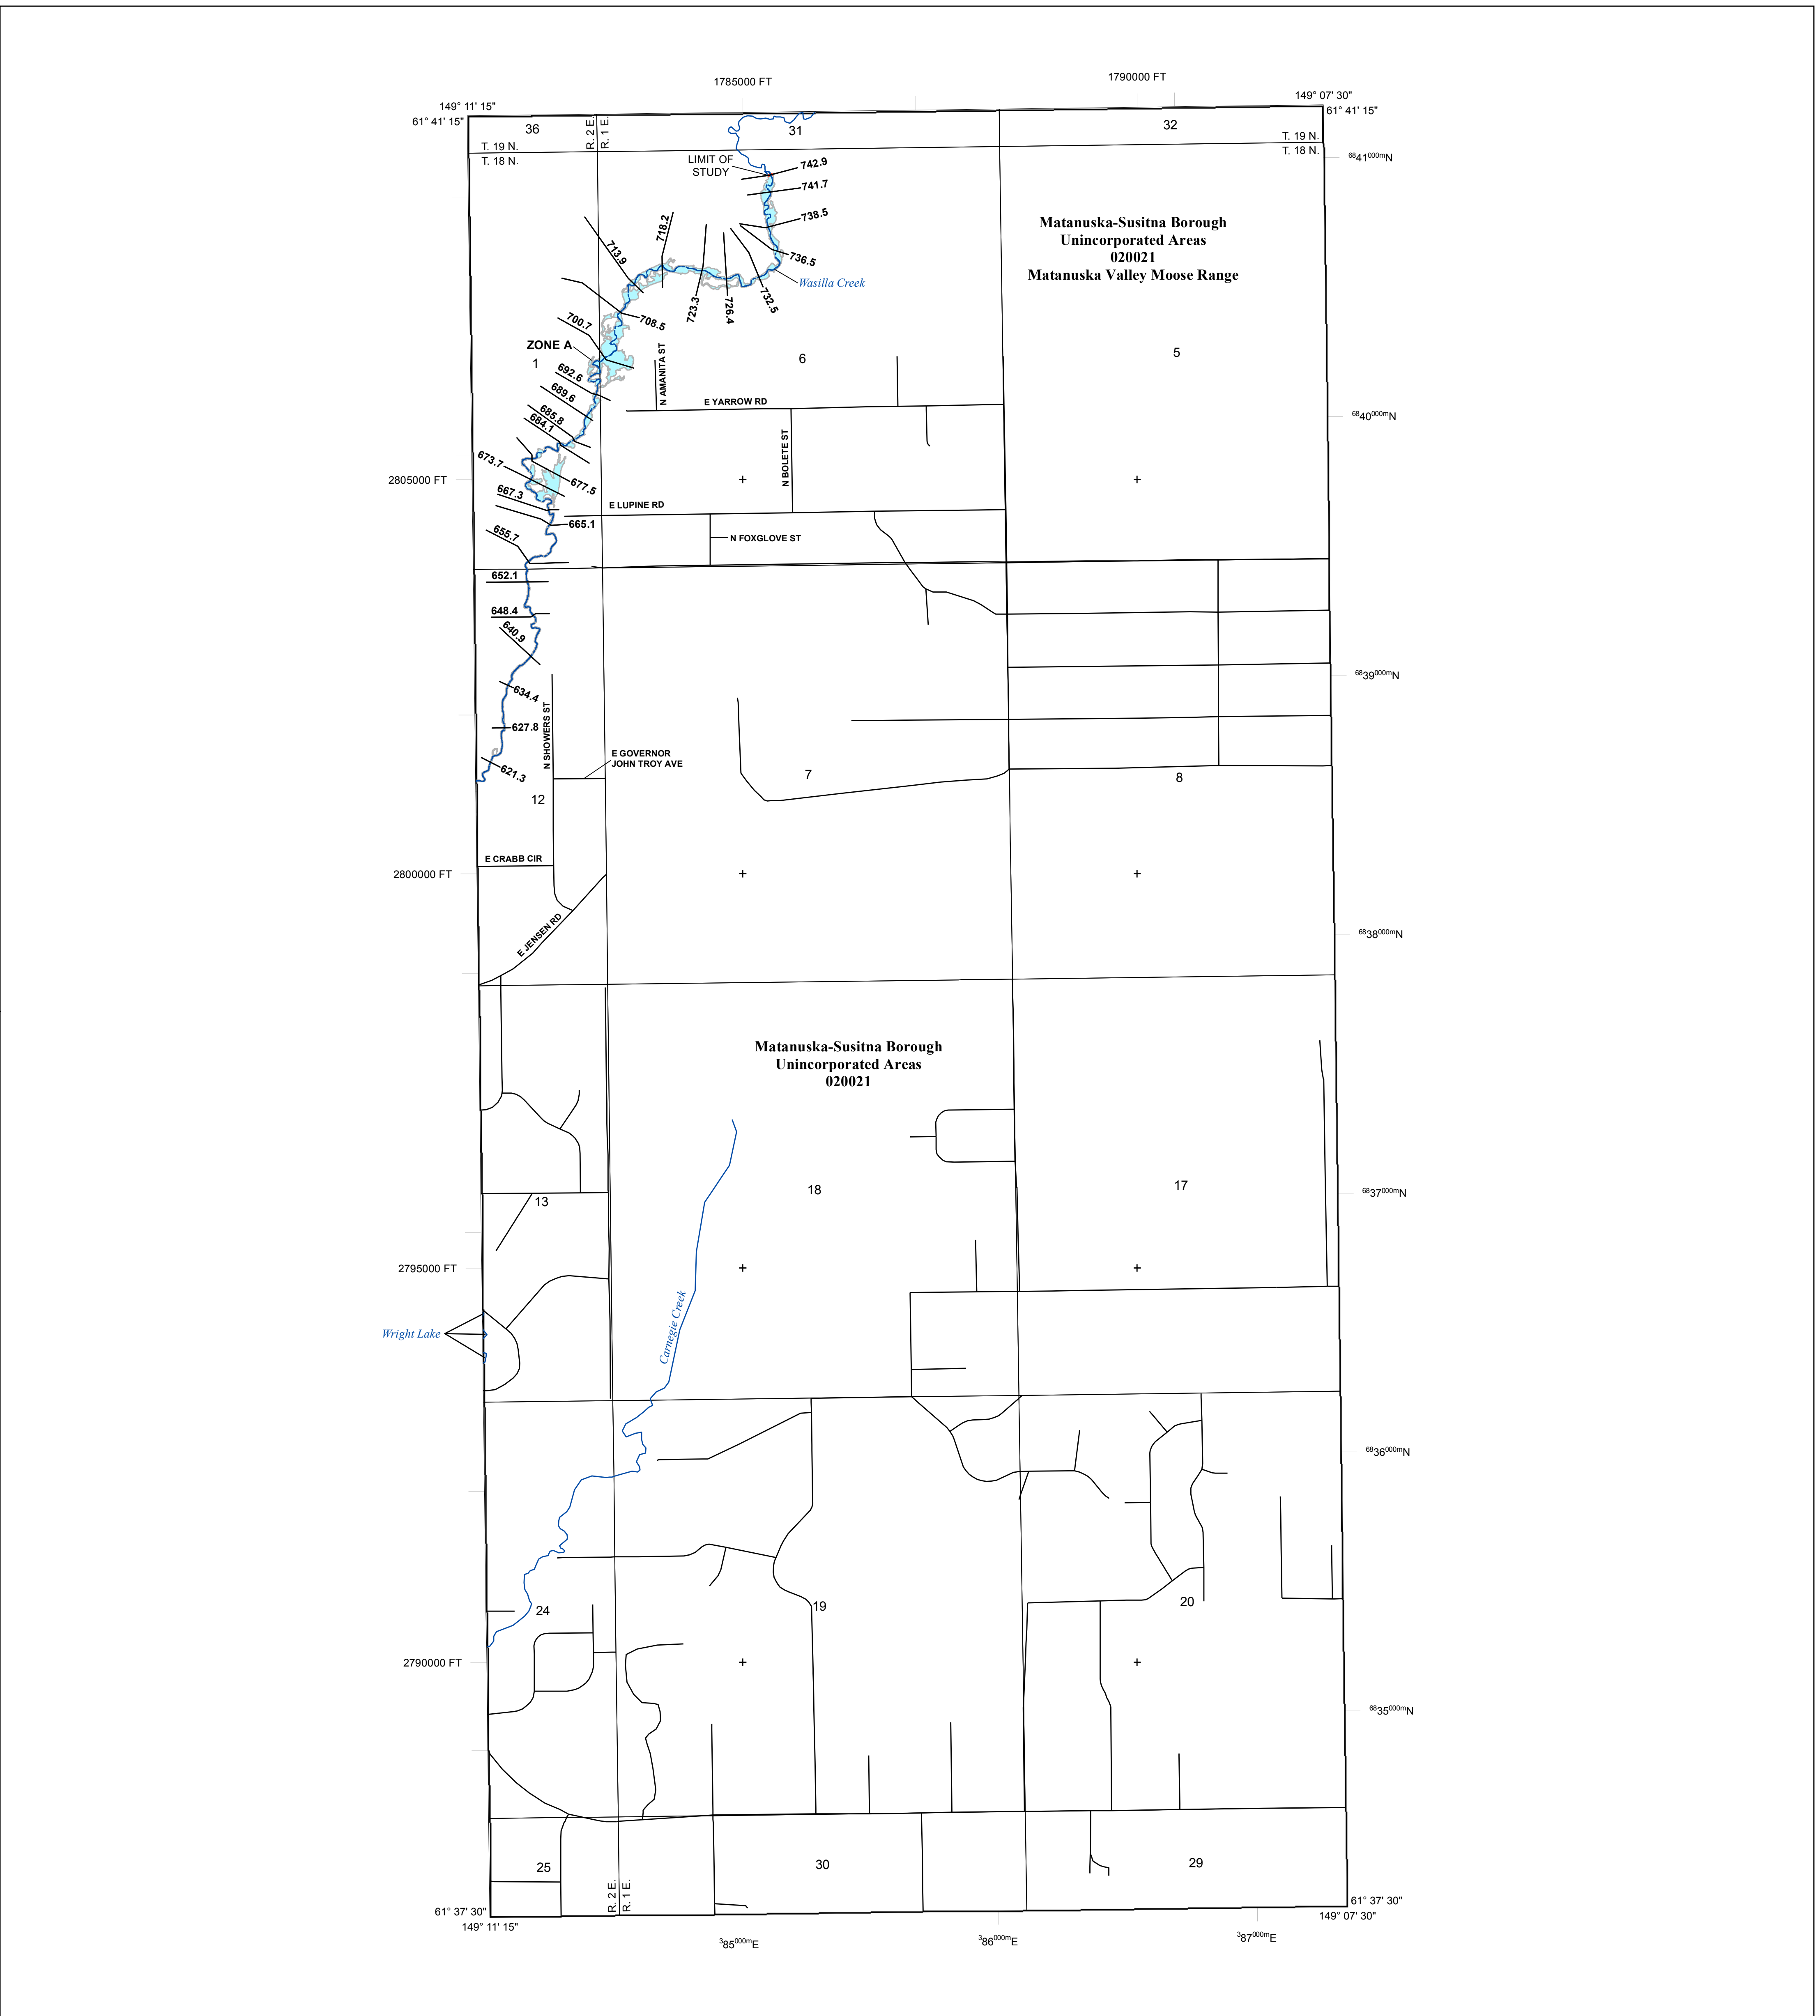 1785000 FT
1790000 FT
149° 11' 15"
149° 07' 30"
61° 41' 15"
61° 41' 15"
36
R. 2 E.
R. 1 E.
31
32
T. 19 N.
T. 18 N.
T. 19 N.
T. 18 N.
6841000mN
LIMIT OF
STUDY
742.9
741.7
738.5
736.5
732.5
726.4
723.3
718.2
713.9
708.5
700.7
Wasilla Creek
Matanuska-Susitna Borough
Unincorporated Areas
020021
Matanuska Valley Moose Range
ZONE A
1
6
5
692.6
689.6
685.8
684.1
N AMANITA ST
E YARROW RD
6840000mN
N BOLETE ST
673.7
677.5
2805000 FT
667.3
665.1
E LUPINE RD
655.7
N FOXGLOVE ST
652.1
648.4
640.9
6839000mN
634.4
627.8
621.3
N SHOWERS ST
E GOVERNOR
JOHN TROY AVE
7
8
12
E CRABB CIR
2800000 FT
E JENSEN RD
6838000mN
Matanuska-Susitna Borough
Unincorporated Areas
020021
13
18
17
6837000mN
2795000 FT
Wright Lake
Carnegie Creek
6836000mN
24
19
20
2790000 FT
6835000mN
25
30
29
R. 2 E.
R. 1 E.
61° 37' 30"
149° 11' 15"
61° 37' 30"
149° 07' 30"
385000mE
386000mE
387000mE